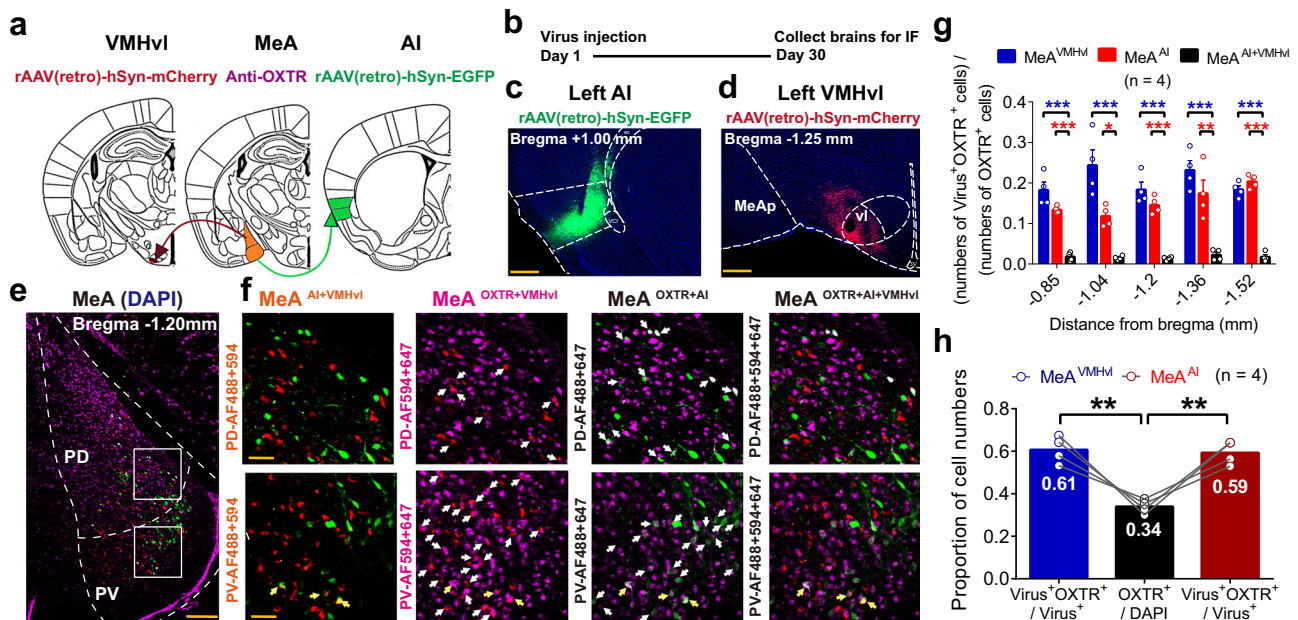 a
VMHvl MeA AI
rAAV(retro)-hSyn-mCherry Anti-OXTR rAAV(retro)-hSyn-EGFP
b
Virus injection Collect brains for IF
Day 1 Day 30
c
Left AI
rAAV(retro)-hSyn-EGFP
Bregma +1.00 mm
d
Left VMHvl
rAAV(retro)-hSyn-mCherry
Bregma -1.25 mm
MeAp
vl
e
MeA (DAPI)
Bregma -1.20mm
PD
PV
f
MeA AI+VMHvl
MeA OXTR+VMHvl
MeA OXTR+AI
MeA OXTR+AI+VMHvl
PD-AF488+594
PD-AF594+647
PD-AF488+647
PD-AF488+594+647
PV-AF488+594
PV-AF594+647
PV-AF488+647
PV-AF488+594+647
g
MeA VMHvl MeA AI MeA AI+VMHvl
(n = 4)
(numbers of Virus+OXTR+ cells) /
(numbers of OXTR+ cells)
0.4
0.3
0.2
0.1
0.0
*** *** *** *** ***
*** * *** ** ***
-0.85 -1.04 -1.2 -1.36 -1.52
Distance from bregma (mm)
h
MeA VMHvl MeA AI (n = 4)
Proportion of cell numbers
0.8
0.6
0.4
0.2
0.0
** **
0.61 0.34 0.59
Virus+OXTR+ OXTR+ Virus+OXTR+
/ Virus+ / DAPI / Virus+